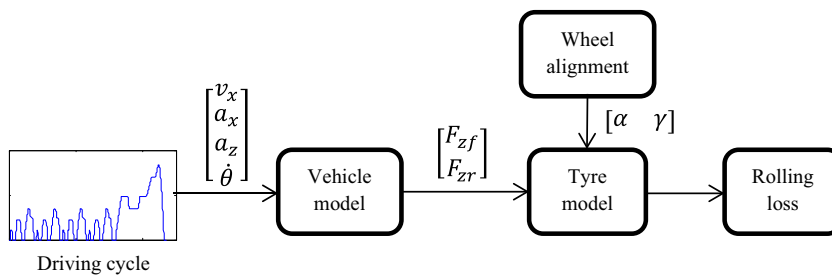 Wheel
alignment
v_x
a_x
a_z
θ̇
F_zf
F_zr
[α γ]
Vehicle
model
Tyre
model
Rolling
loss
Driving cycle